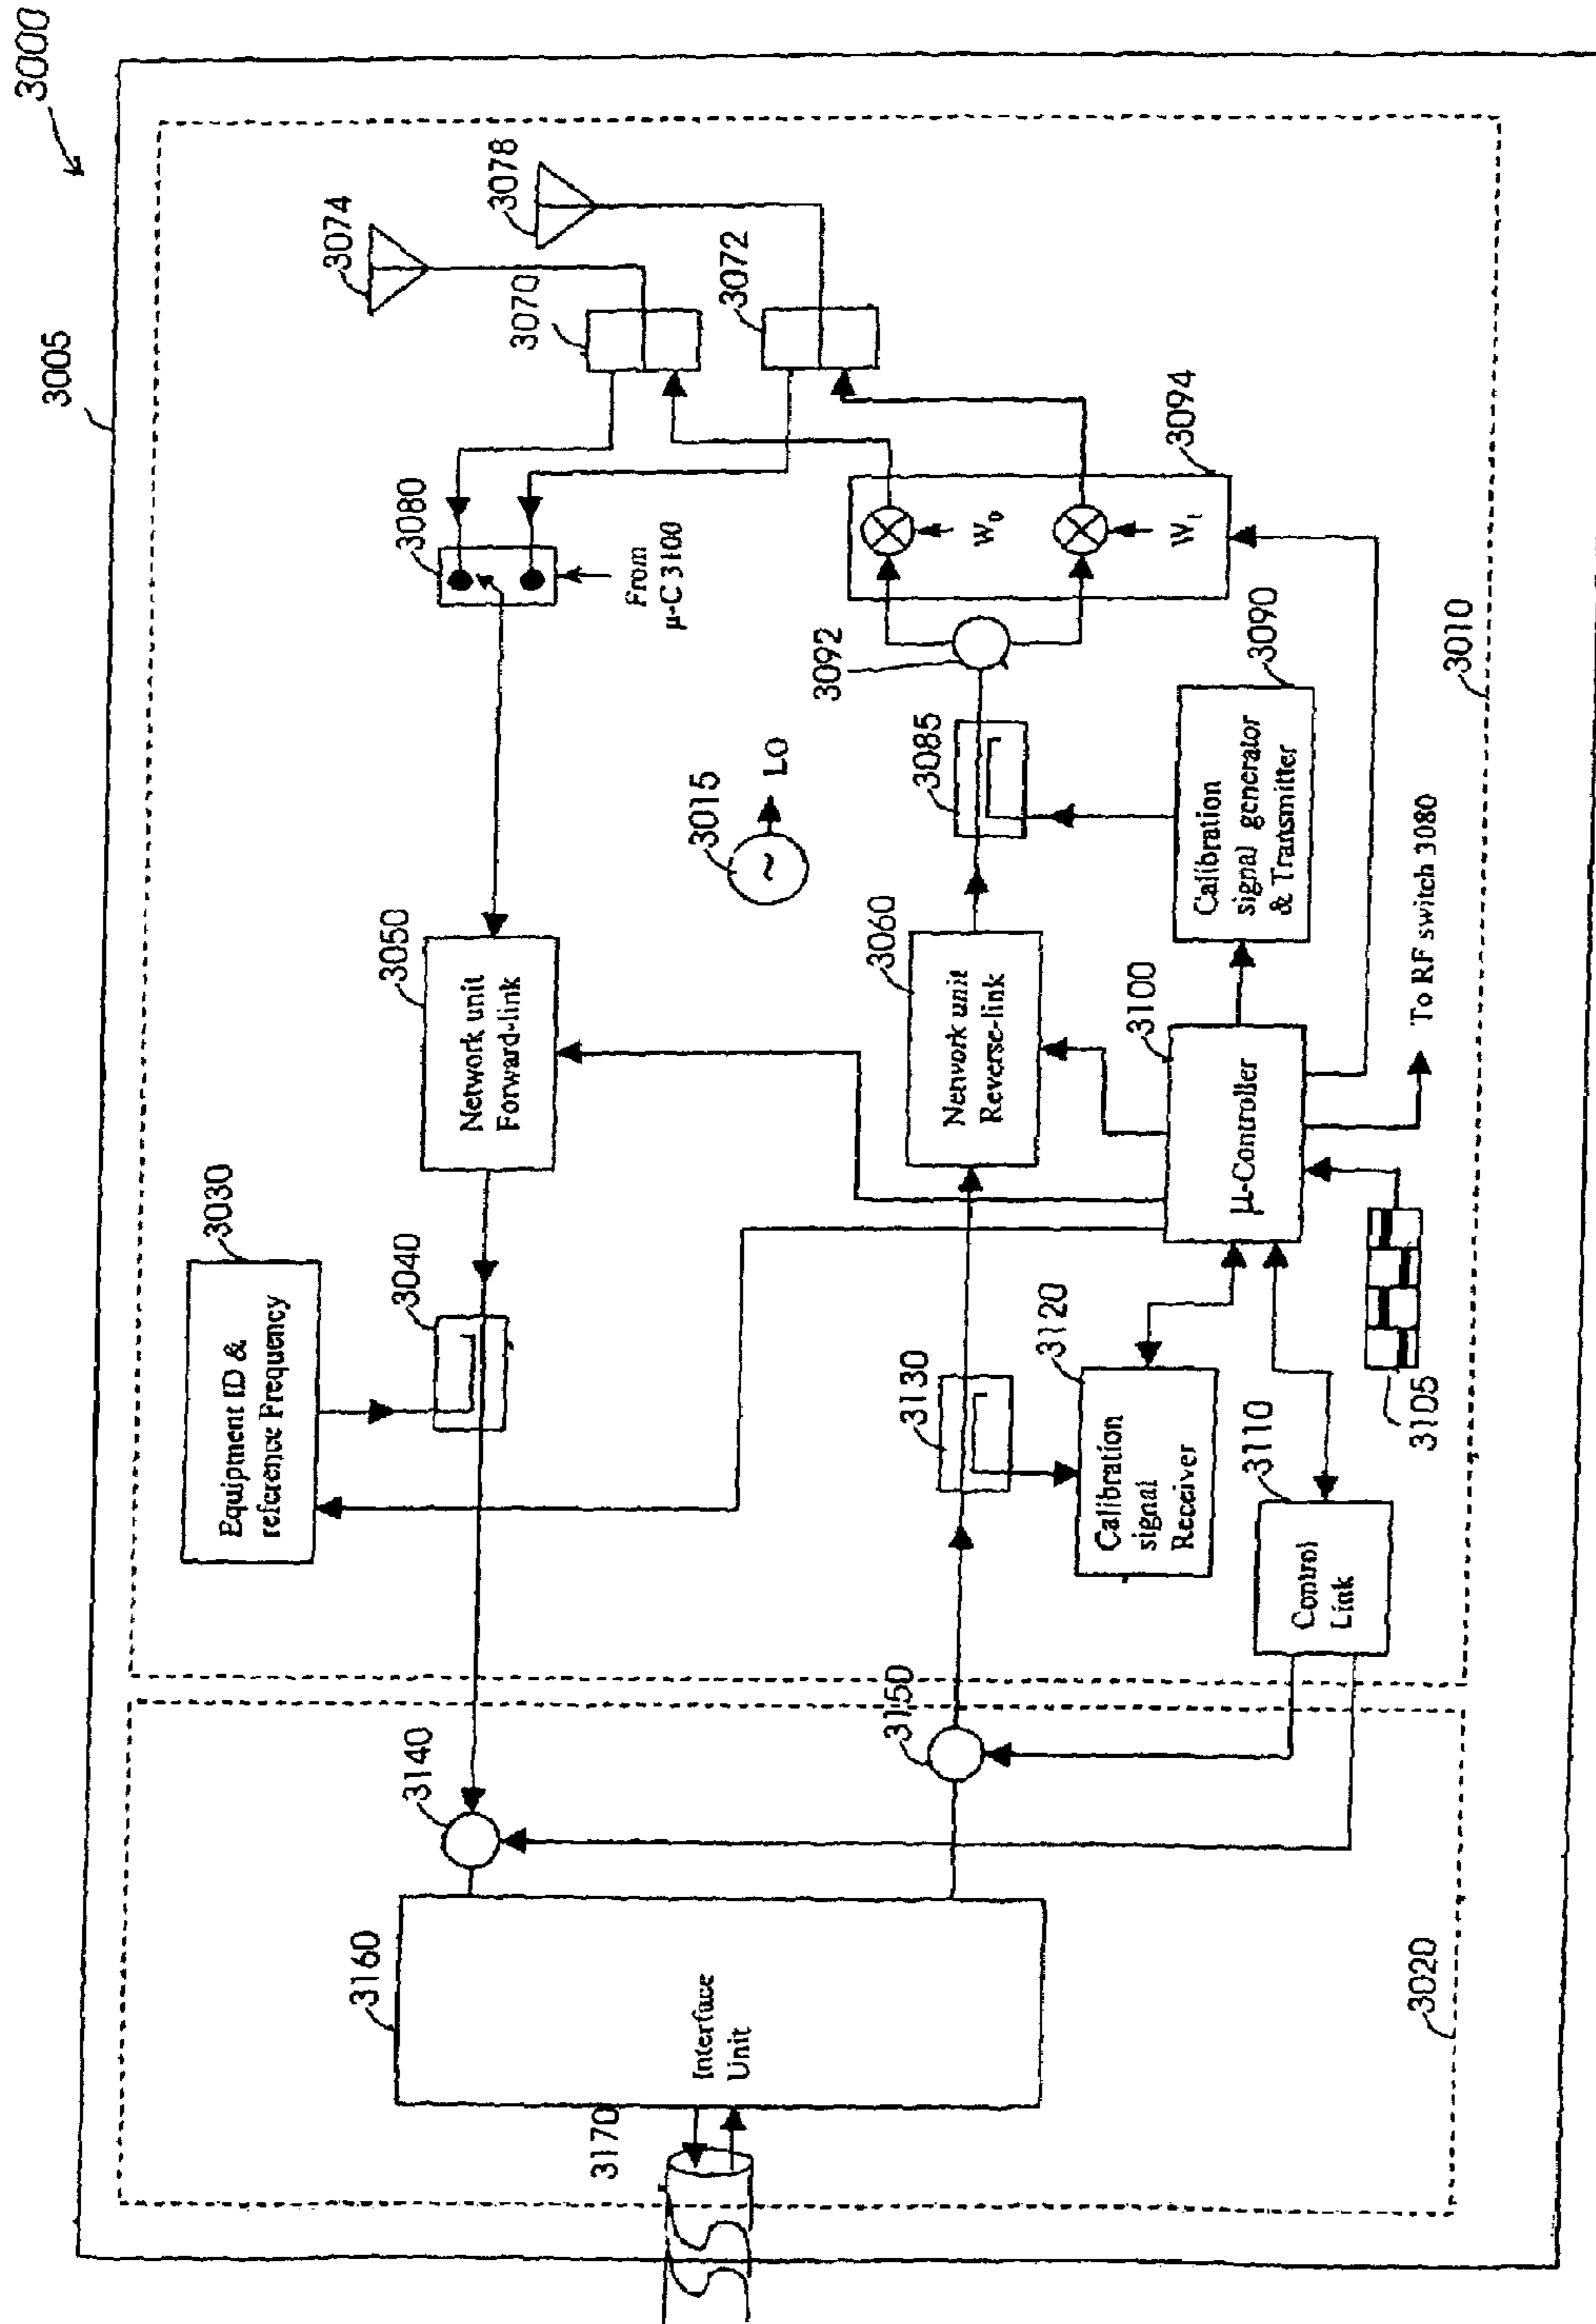 3000
3005
3074
3078
3070
3072
3080
From
μ-C 3100
3094
W₀
W₁
3092
3010
3015
LO
3085
3090
Calibration
signal generator
& Transmitter
To RF switch 3080
3050
Network unit
Forward-link
3060
Network unit
Reverse-link
3100
μ-Controller
3030
Equipment ID &
reference Frequency
3040
3130
3120
Calibration
signal
Receiver
3105
3110
Control
Link
3140
3150
3160
Interface
Unit
3170
3020